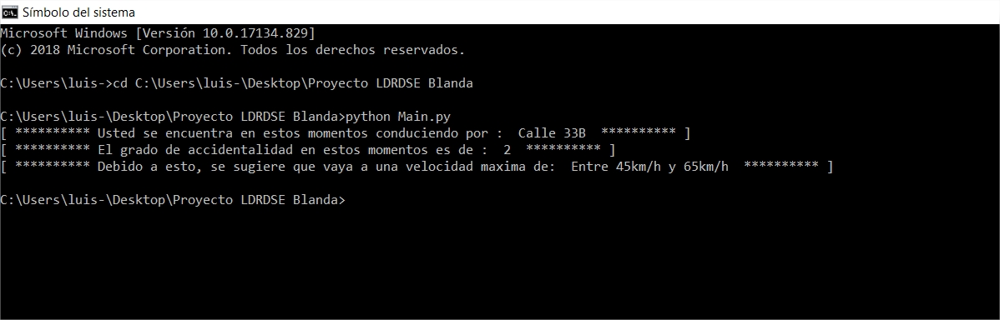 Símbolo del sistema
Microsoft Windows [Versión 10.0.17134.829]
(c) 2018 Microsoft Corporation. Todos los derechos reservados.
C:\Users\luis->cd C:\Users\luis-\Desktop\Proyecto LDRDSE Blanda
C:\Users\luis-\Desktop\Proyecto LDRDSE Blanda>python Main.py
[ ********** Usted se encuentra en estos momentos conduciendo por :  Calle 33B  ********** ]
[ ********** El grado de accidentalidad en estos momentos es de :  2  ********** ]
[ ********** Debido a esto, se sugiere que vaya a una velocidad maxima de:  Entre 45km/h y 65km/h  ********** ]
C:\Users\luis-\Desktop\Proyecto LDRDSE Blanda>